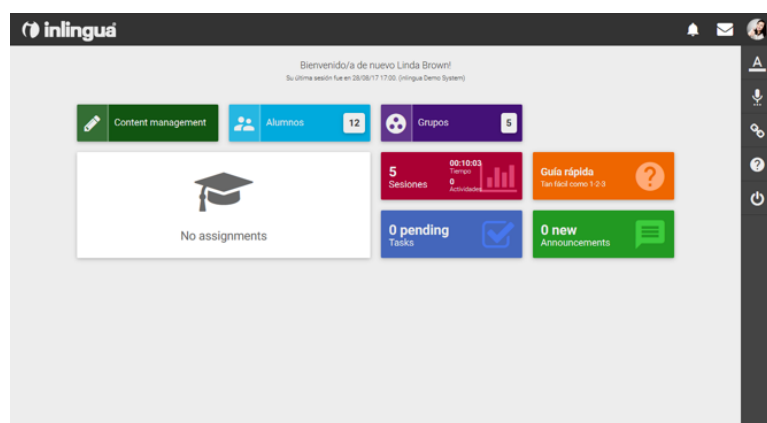 inlingua
Bienvenido/a de nuevo Linda Brown!
Su última sesión fue en 28/08/17 17:00. (inlingua Demo System)
Content management
Alumnos
12
Grupos
5
No assignments
5
Sesiones
00:10:03
Tiempo
0
Actividades
Guía rápida
Tan fácil como 1-2-3
0 pending
Tasks
0 new
Announcements
A